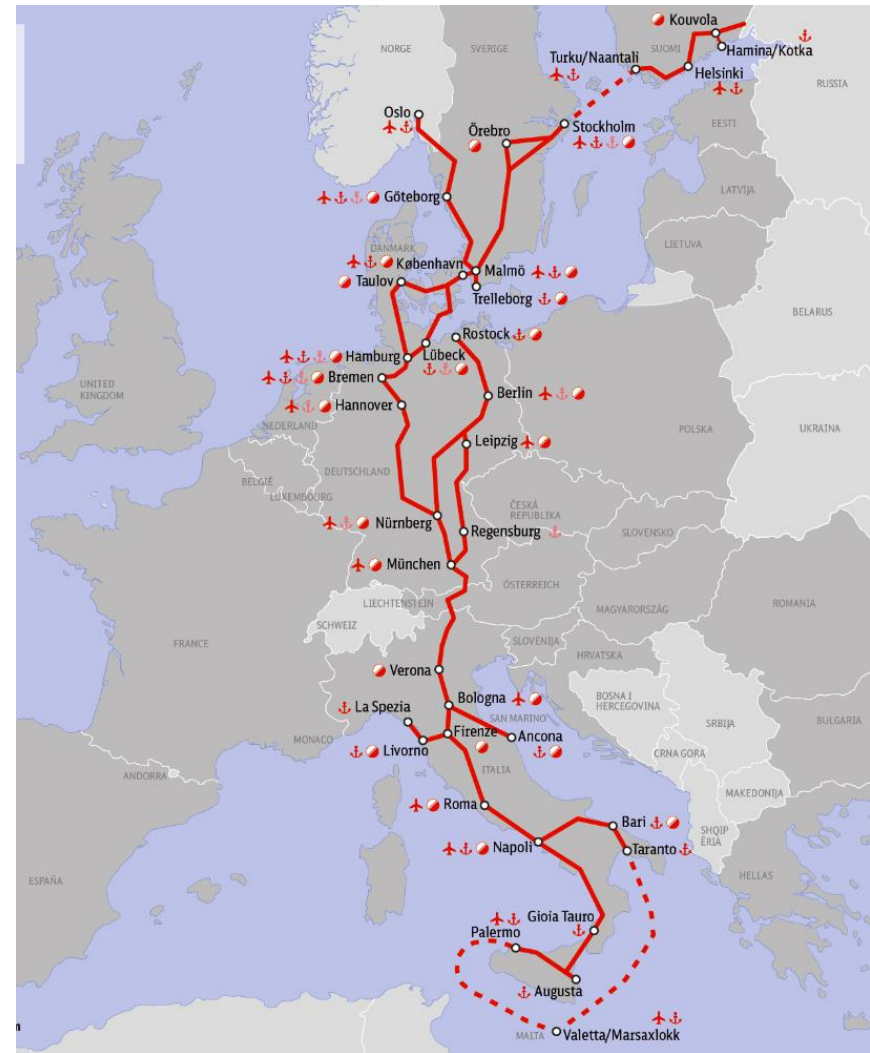 Kouvola
NORGE
SVERIGE
Turku/Naantali
SUOMI
Hamina/Kotka
Helsinki
RUSSIA
Oslo
Örebro
Stockholm
EESTI
LATVIJA
Göteborg
DANMARK
LIETUVA
København
Malmö
Taulov
Trelleborg
BELARUS
Rostock
Hamburg
Lübeck
Bremen
UNITED
KINGDOM
Berlin
Hannover
NEDERLAND
POLSKA
UKRAINA
Leipzig
DEUTSCHLAND
BELGIË
LUXEMBOURG
ČESKÁ
REPUBLIKA
Nürnberg
Regensburg
SLOVENSKO
München
ÖSTERREICH
LIECHTENSTEIN
MAGYARORSZÁG
ROMANIA
SCHWEIZ
FRANCE
SLOVENIJA
HRVATSKA
Verona
Bologna
BOSNA I
HERCEGOVINA
La Spezia
SAN MARINO
SRBIJA
BULGARIA
MONACO
Firenze
Ancona
Livorno
CRNA GORA
ITALIA
ANDORRA
MAKEDONIJA
Roma
Bari
SHQIP
ËRIA
Napoli
Taranto
HELLAS
ESPAÑA
Gioia Tauro
Palermo
Augusta
m
MALTA
Valetta/Marsaxlokk